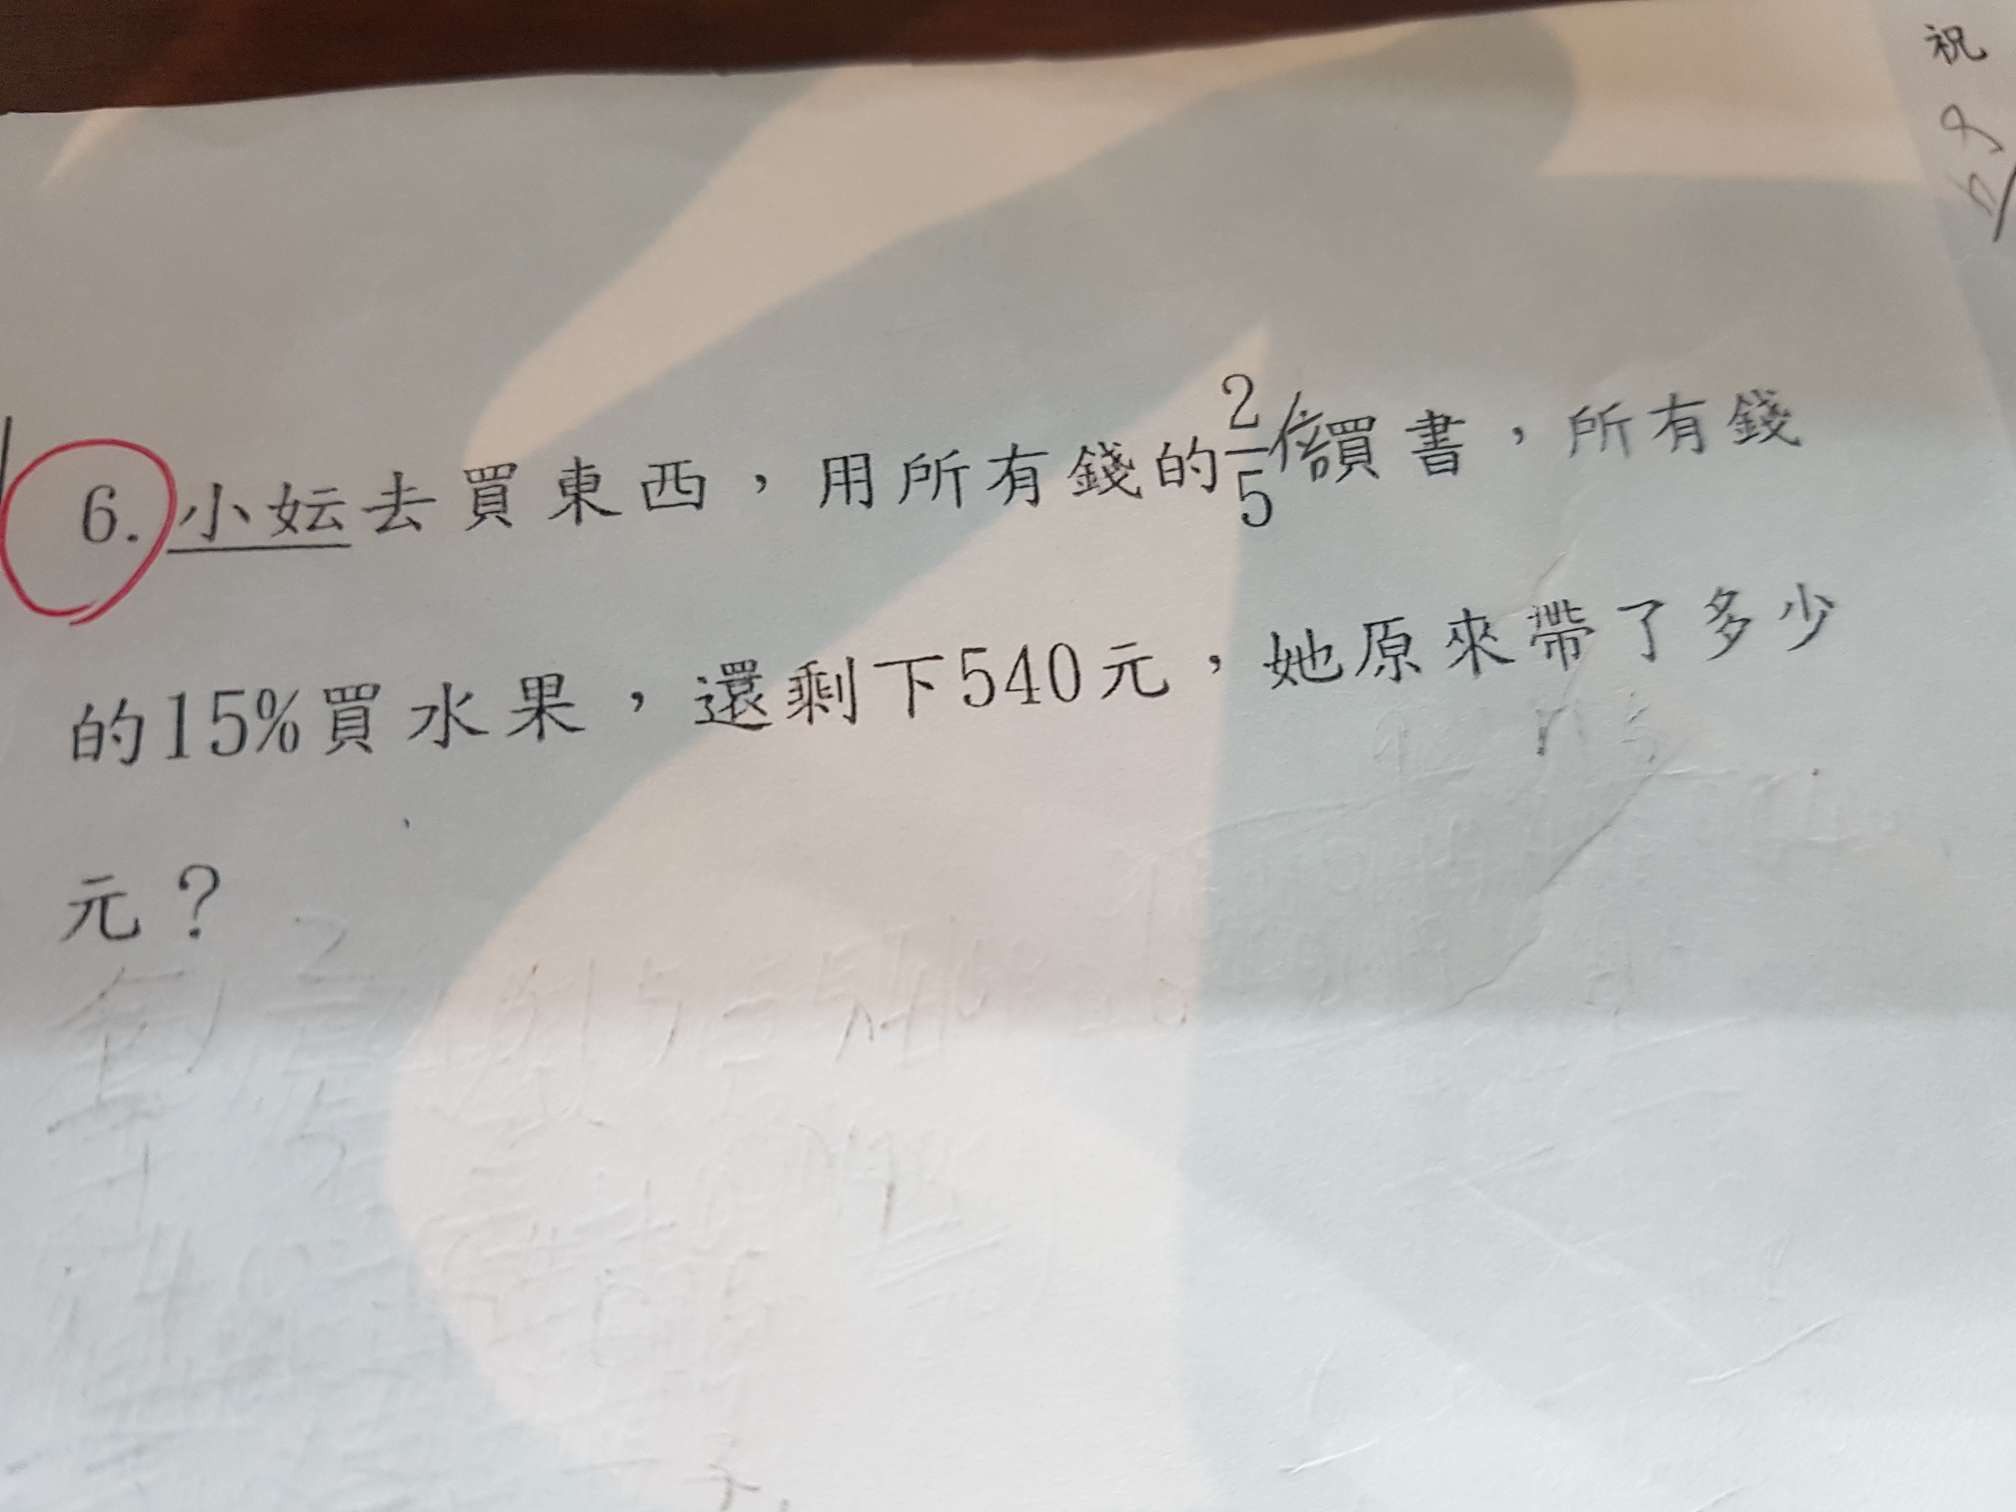 祝
6. 小妘去買東西，用所有錢的2/5倍買書，所有錢
的15%買水果，還剩下540元，她原來帶了多少
元？